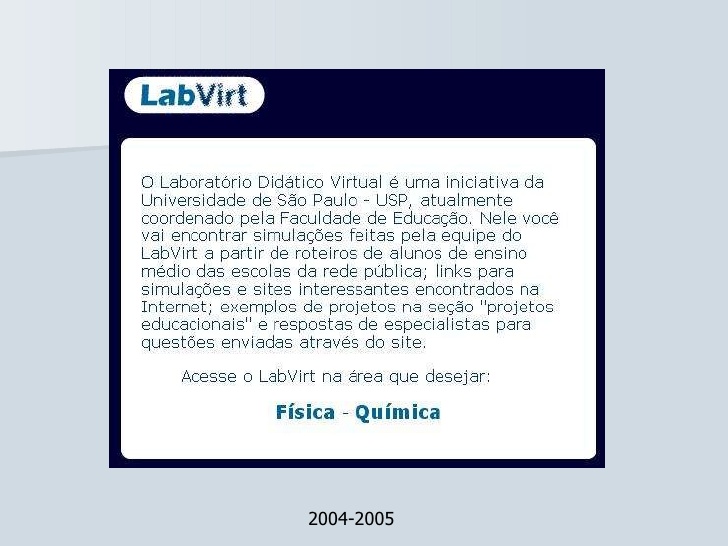 LabVirt
O Laboratório Didático Virtual é uma iniciativa da
Universidade de São Paulo - USP, atualmente
coordenado pela Faculdade de Educação. Nele você
vai encontrar simulações feitas pela equipe do
LabVirt a partir de roteiros de alunos de ensino
médio das escolas da rede pública; links para
simulações e sites interessantes encontrados na
Internet; exemplos de projetos na seção "projetos
educacionais" e respostas de especialistas para
questões enviadas através do site.
Acesse o LabVirt na área que desejar:
Física - Química
2004-2005